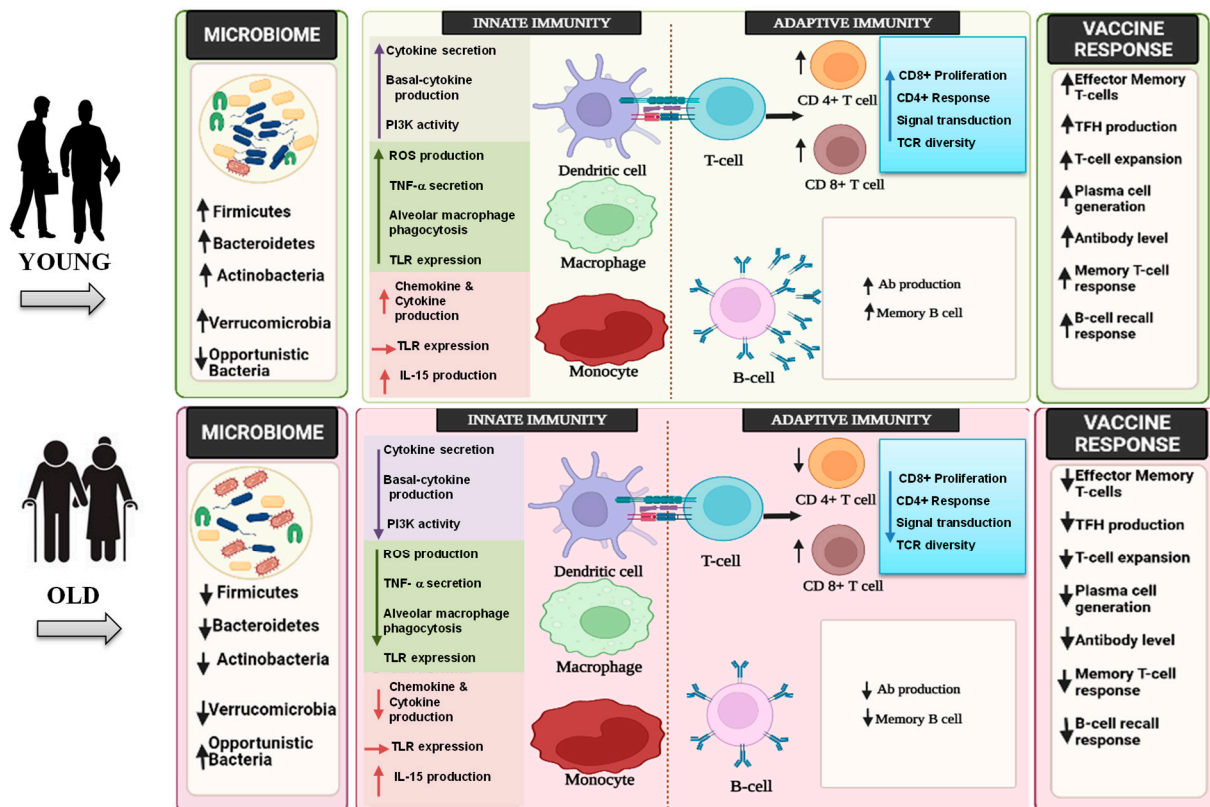 YOUNG
MICROBIOME
Firmicutes
Bacteroidetes
Actinobacteria
Verrucomicrobia
Opportunistic
Bacteria
INNATE IMMUNITY
Cytokine secretion
Basal-cytokine
production
PI3K activity
ROS production
TNF-α secretion
Alveolar macrophage
phagocytosis
TLR expression
Chemokine &
Cytokine
production
TLR expression
IL-15 production
Dendritic cell
Macrophage
Monocyte
ADAPTIVE IMMUNITY
T-cell
CD 4+ T cell
CD 8+ T cell
CD8+ Proliferation
CD4+ Response
Signal transduction
TCR diversity
B-cell
Ab production
Memory B cell
VACCINE
RESPONSE
Effector Memory
T-cells
TFH production
T-cell expansion
Plasma cell
generation
Antibody level
Memory T-cell
response
B-cell recall
response
OLD
MICROBIOME
Firmicutes
Bacteroidetes
Actinobacteria
Verrucomicrobia
Opportunistic
Bacteria
INNATE IMMUNITY
Cytokine secretion
Basal-cytokine
production
PI3K activity
ROS production
TNF- α secretion
Alveolar macrophage
phagocytosis
TLR expression
Chemokine &
Cytokine
production
TLR expression
IL-15 production
Dendritic cell
Macrophage
Monocyte
ADAPTIVE IMMUNITY
T-cell
CD 4+ T cell
CD 8+ T cell
CD8+ Proliferation
CD4+ Response
Signal transduction
TCR diversity
B-cell
Ab production
Memory B cell
VACCINE
RESPONSE
Effector Memory
T-cells
TFH production
T-cell expansion
Plasma cell
generation
Antibody level
Memory T-cell
response
B-cell recall
response